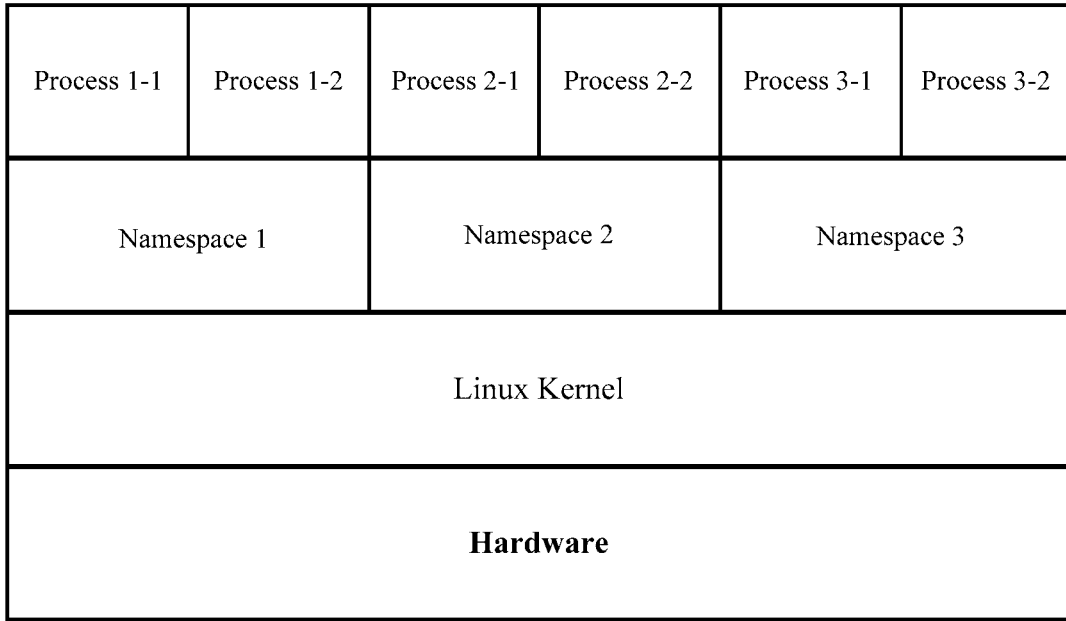 Process 1-1
Process 1-2
Process 2-1
Process 2-2
Process 3-1
Process 3-2
Namespace 1
Namespace 2
Namespace 3
Linux Kernel
Hardware